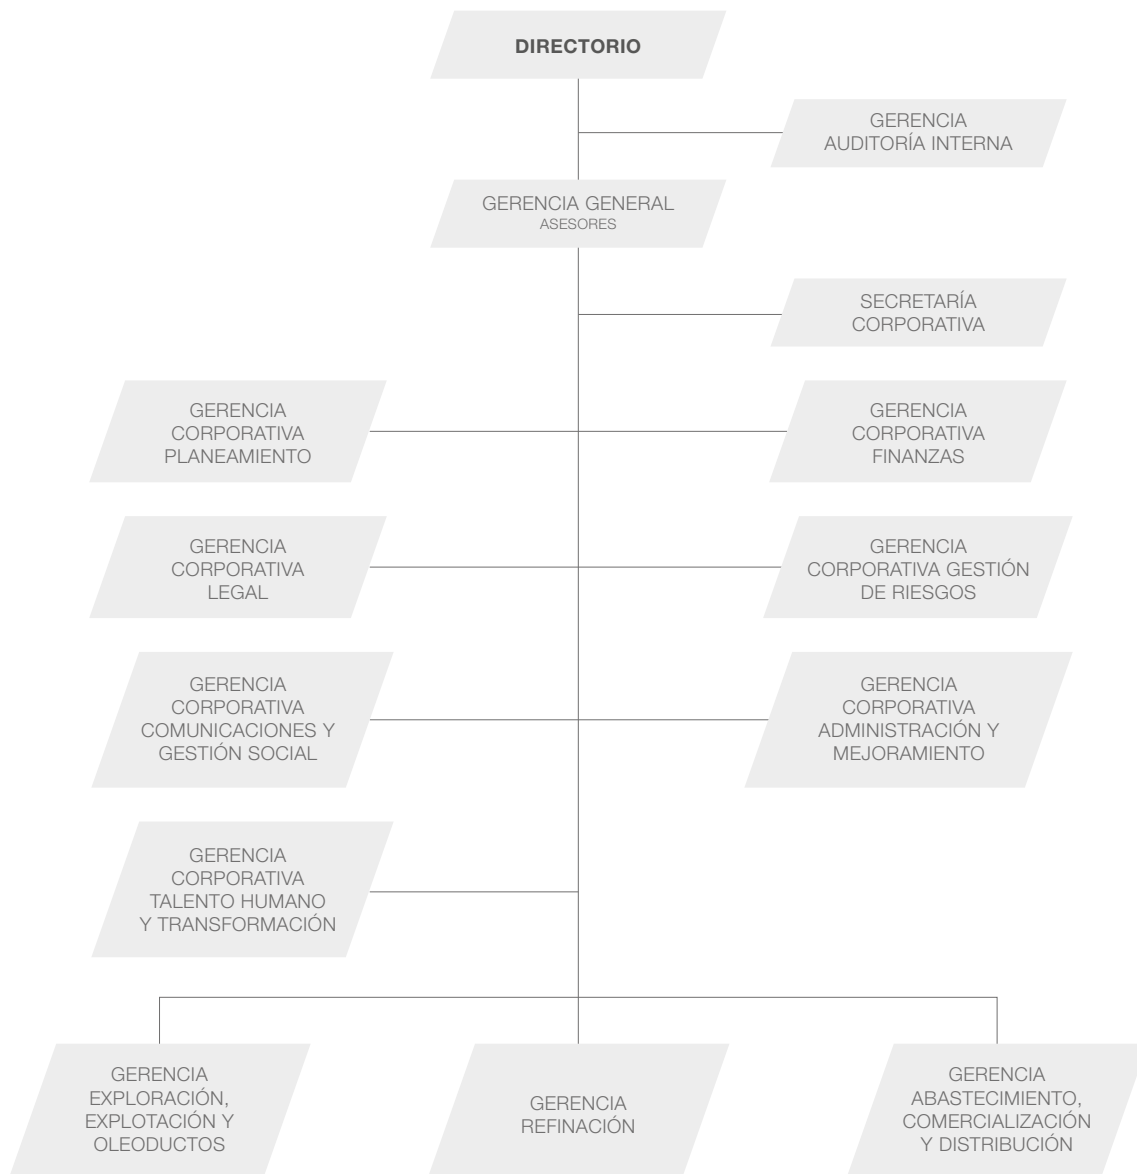 DIRECTORIO
GERENCIA
AUDITORÍA INTERNA
GERENCIA GENERAL
ASESORES
SECRETARÍA
CORPORATIVA
GERENCIA
CORPORATIVA
PLANEAMIENTO
GERENCIA
CORPORATIVA
FINANZAS
GERENCIA
CORPORATIVA
LEGAL
GERENCIA
CORPORATIVA GESTIÓN
DE RIESGOS
GERENCIA
CORPORATIVA
COMUNICACIONES Y
GESTIÓN SOCIAL
GERENCIA
CORPORATIVA
ADMINISTRACIÓN Y
MEJORAMIENTO
GERENCIA
CORPORATIVA
TALENTO HUMANO
Y TRANSFORMACIÓN
GERENCIA
EXPLORACIÓN,
EXPLOTACIÓN Y
OLEODUCTOS
GERENCIA
REFINACIÓN
GERENCIA
ABASTECIMIENTO,
COMERCIALIZACIÓN
Y DISTRIBUCIÓN